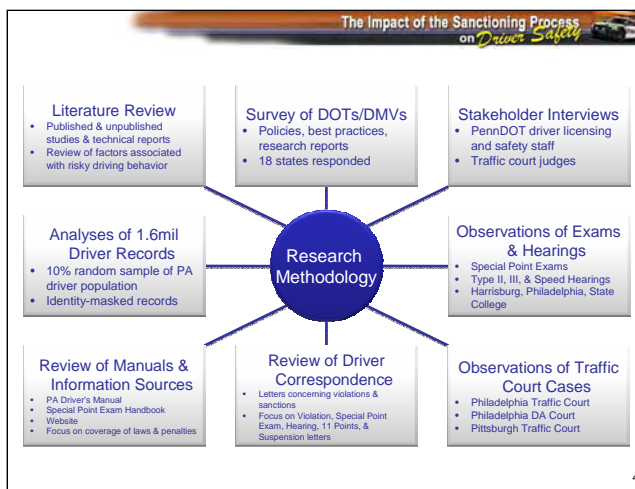 The Impact of the Sanctioning Process
on Driver Safety
Literature Review
• Published & unpublished
studies & technical reports
• Review of factors associated
with risky driving behavior
Survey of DOTs/DMVs
• Policies, best practices,
research reports
• 18 states responded
Stakeholder Interviews
• PennDOT driver licensing
and safety staff
• Traffic court judges
Analyses of 1.6mil
Driver Records
• 10% random sample of PA
driver population
• Identity-masked records
Research
Methodology
Observations of Exams
& Hearings
• Special Point Exams
• Type II, III, & Speed Hearings
• Harrisburg, Philadelphia, State
College
Review of Manuals &
Information Sources
• PA Driver's Manual
• Special Point Exam Handbook
• Website
• Focus on coverage of laws & penalties
Review of Driver
Correspondence
• Letters concerning violations &
sanctions
• Focus on Violation, Special Point
Exam, Hearing, 11 Points, &
Suspension letters
Observations of Traffic
Court Cases
• Philadelphia Traffic Court
• Philadelphia DA Court
• Pittsburgh Traffic Court